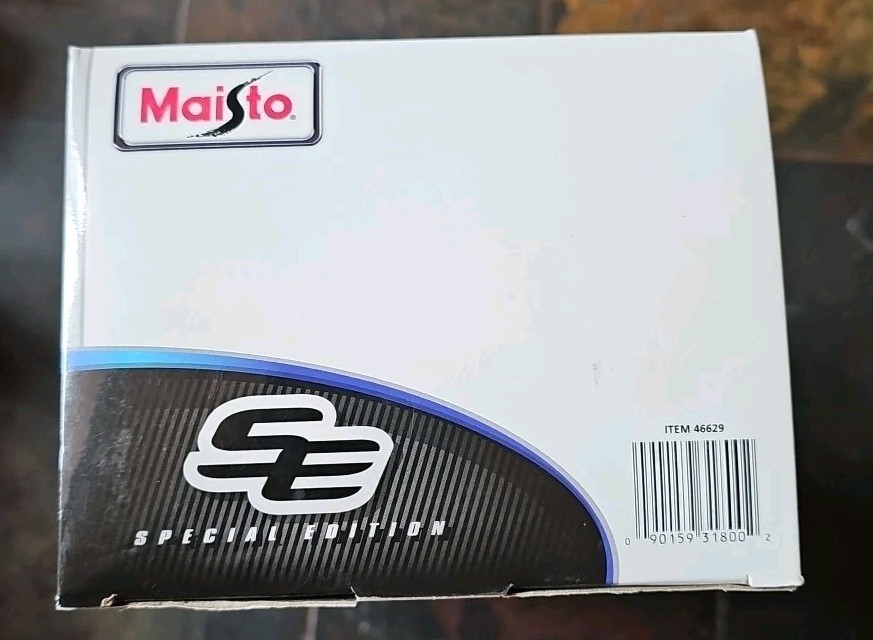 Maisto®
SE
SPECIAL EDITION
ITEM 46629
0 90159 31800 2